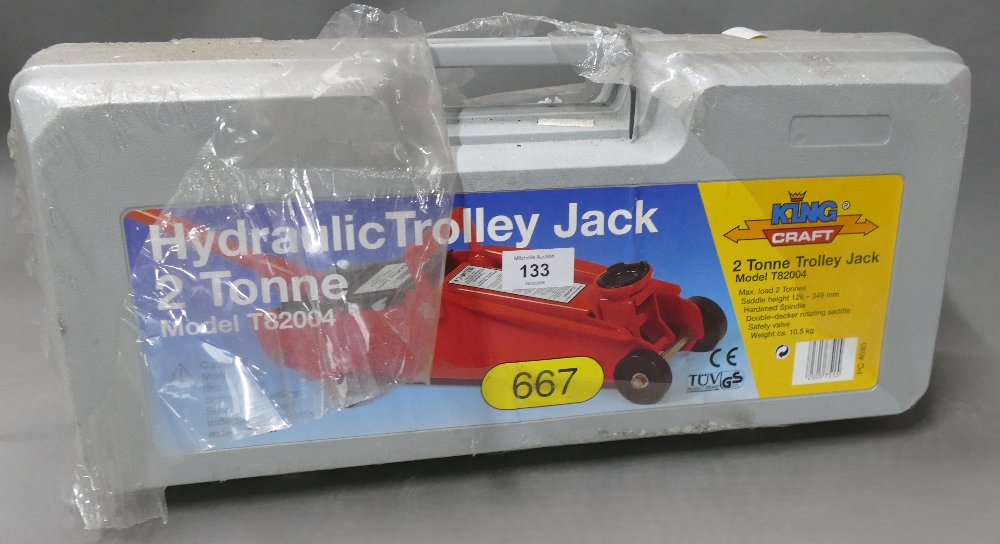 Hydraulic Trolley Jack
2 Tonne
Model T82004
133
667
TÜV GS
CE
KING ®
CRAFT
2 Tonne Trolley Jack
Model T82004
Max. load 2 Tonnes
Saddle height 126 – 349 mm
Hardened Spindle
Double-decker rotating saddle
Safety valve
Weight ca. 10,5 kg